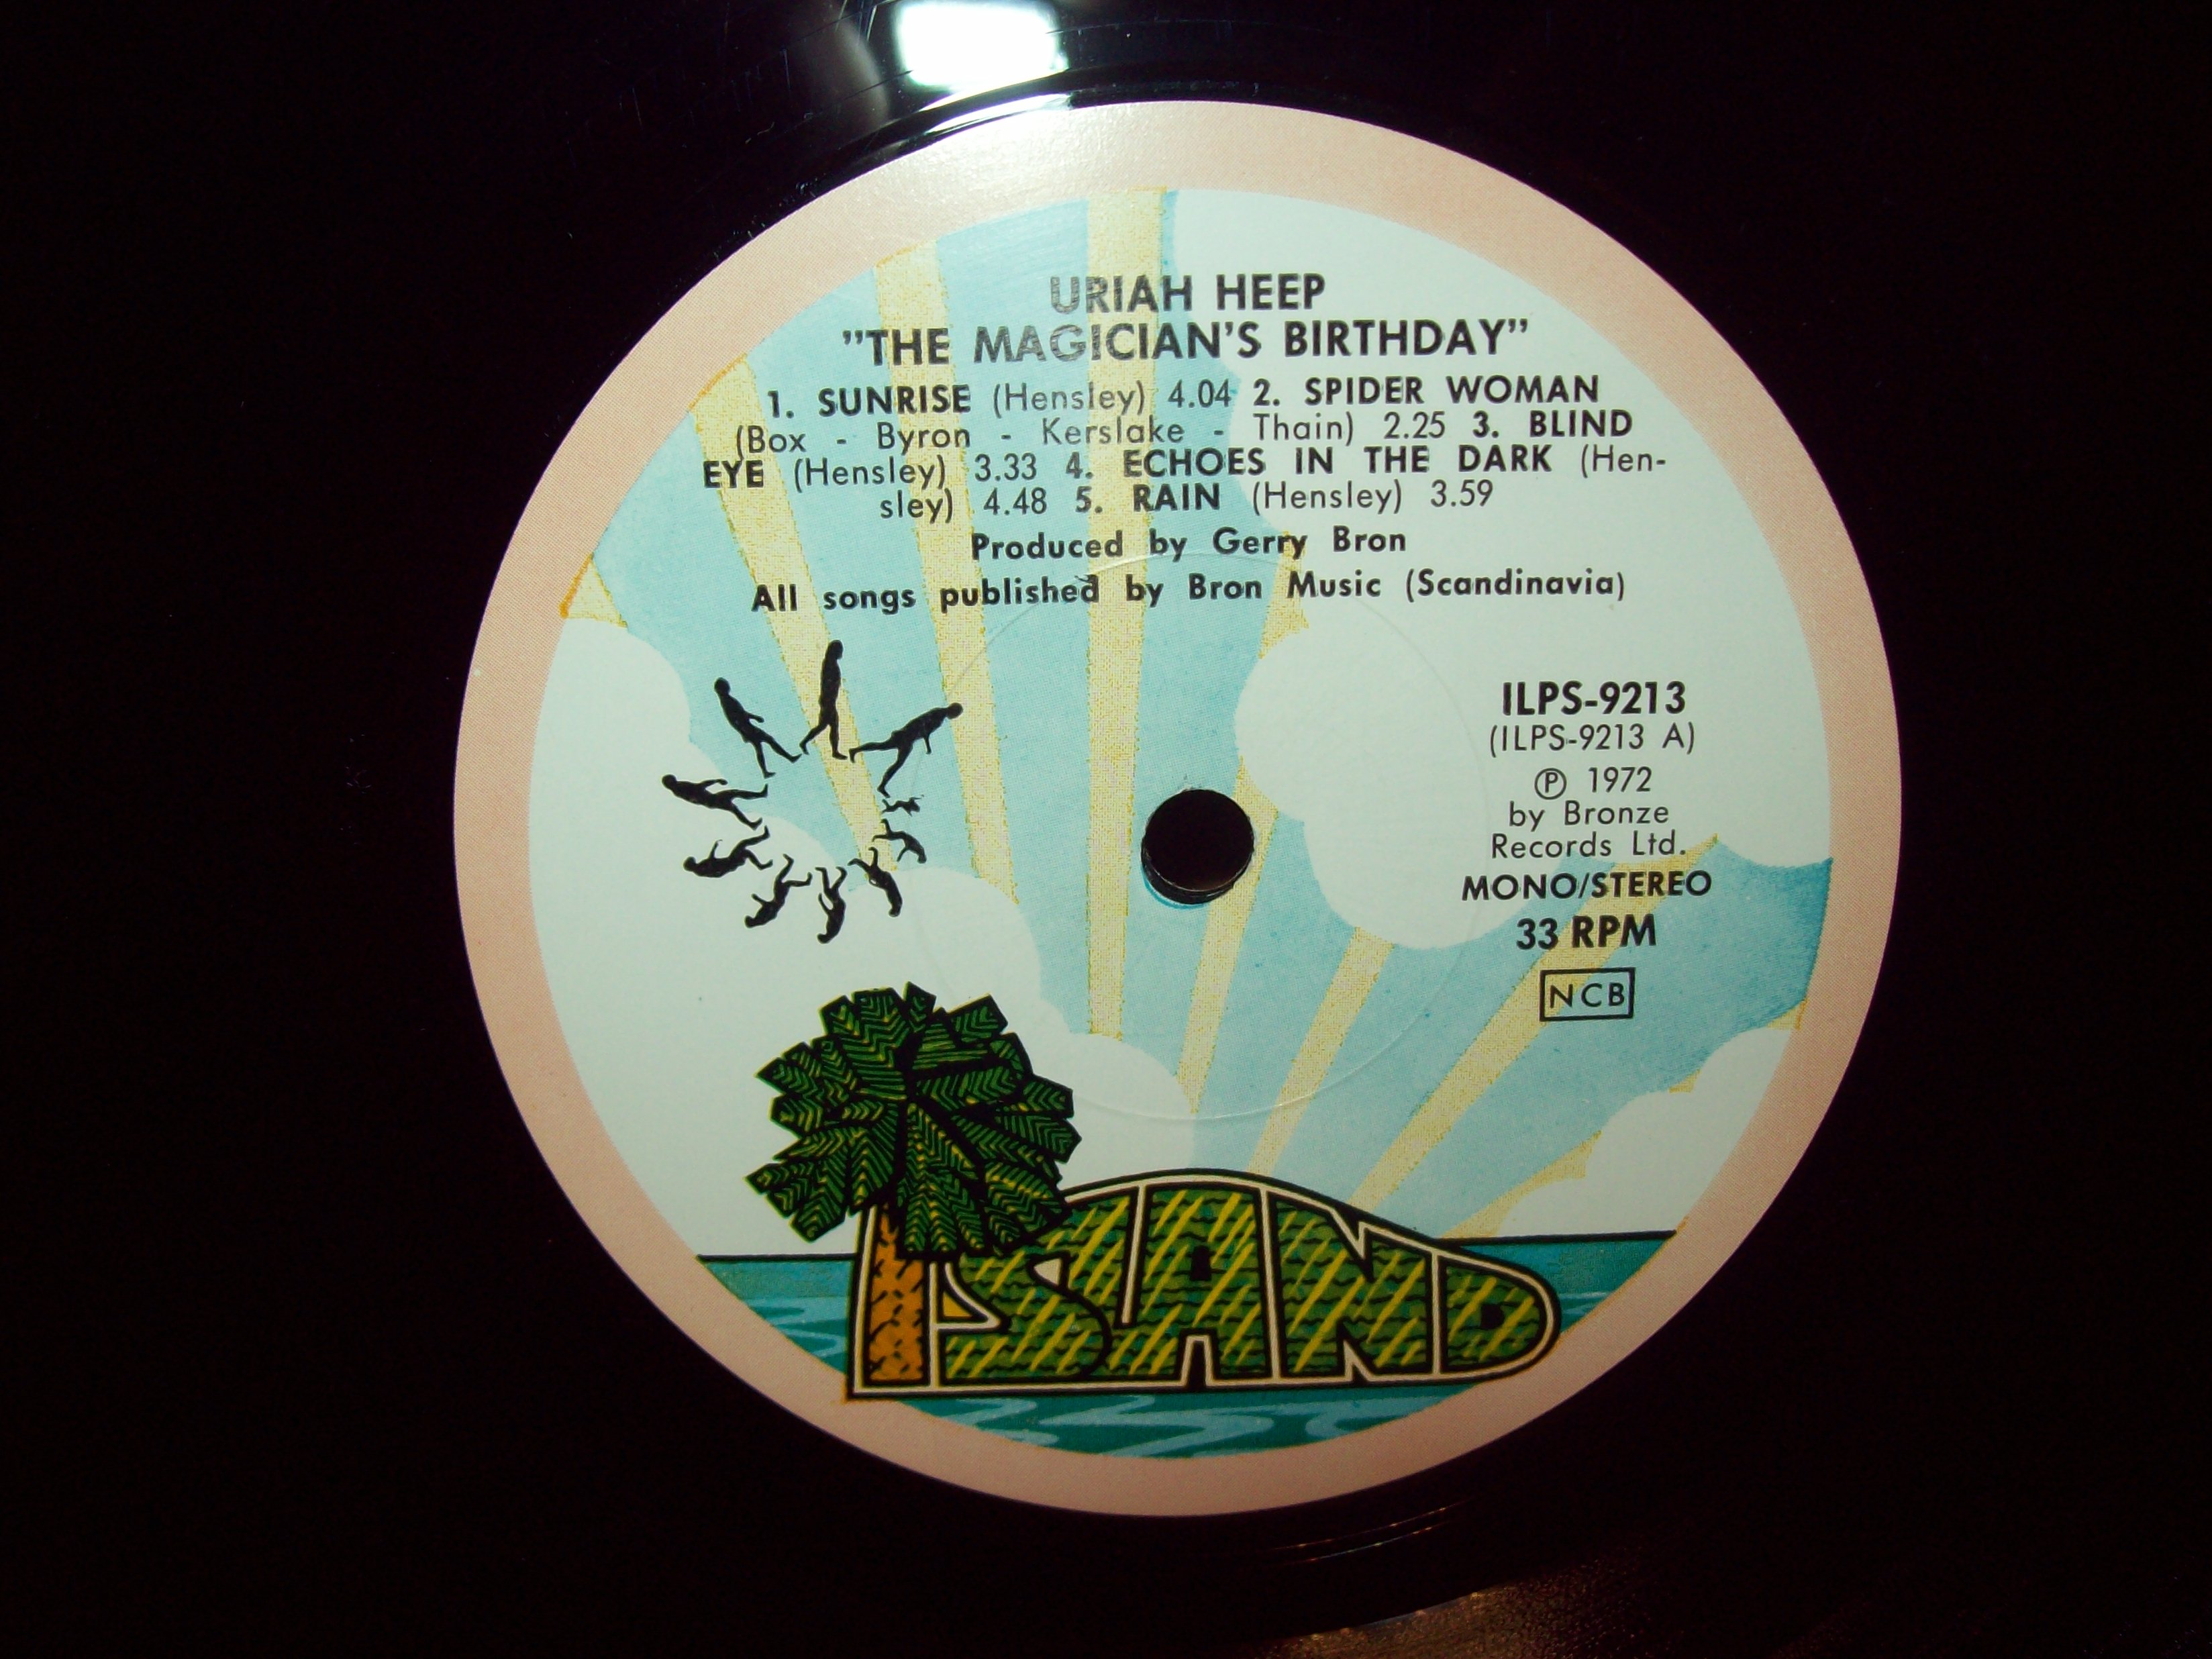 URIAH HEEP
"THE MAGICIAN'S BIRTHDAY"
1. SUNRISE (Hensley) 4.04 2. SPIDER WOMAN
(Box - Byron - Kerslake - Thain) 2.25 3. BLIND
EYE (Hensley) 3.33 4. ECHOES IN THE DARK (Hen-
sley) 4.48 5. RAIN (Hensley) 3.59
Produced by Gerry Bron
All songs published by Bron Music (Scandinavia)
ILPS-9213
(ILPS-9213 A)
℗ 1972
by Bronze
Records Ltd.
MONO/STEREO
33 RPM
NCB
ISLAND